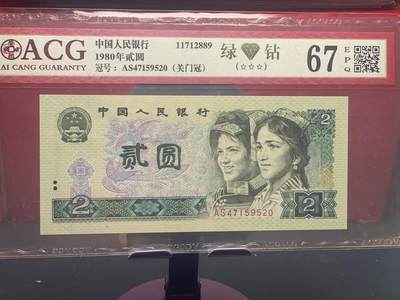 ACG
AI CANG GUARANTY
中国人民银行 11712889
1980年贰圆
冠号：AS47159520（关门冠）
绿 钻
(☆☆☆)
67 EPQ
中国人民银行
2
贰圆
2
AS47159520
2